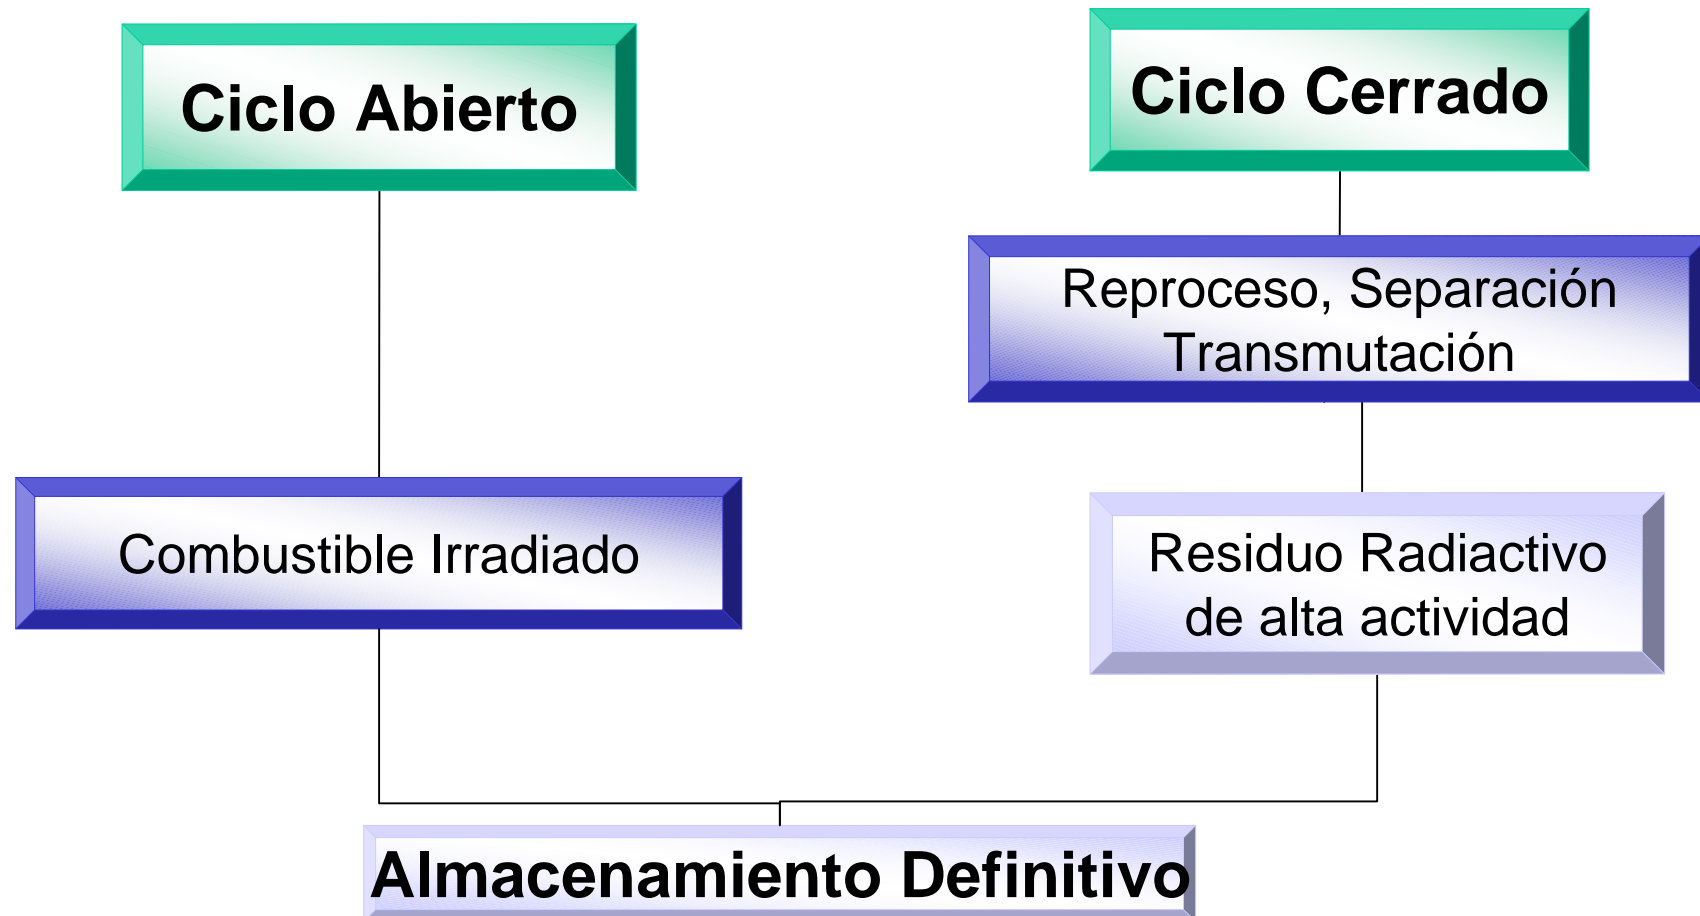 Ciclo Abierto
Ciclo Cerrado
Reproceso, Separación
Transmutación
Combustible Irradiado
Residuo Radiactivo
de alta actividad
Almacenamiento Definitivo